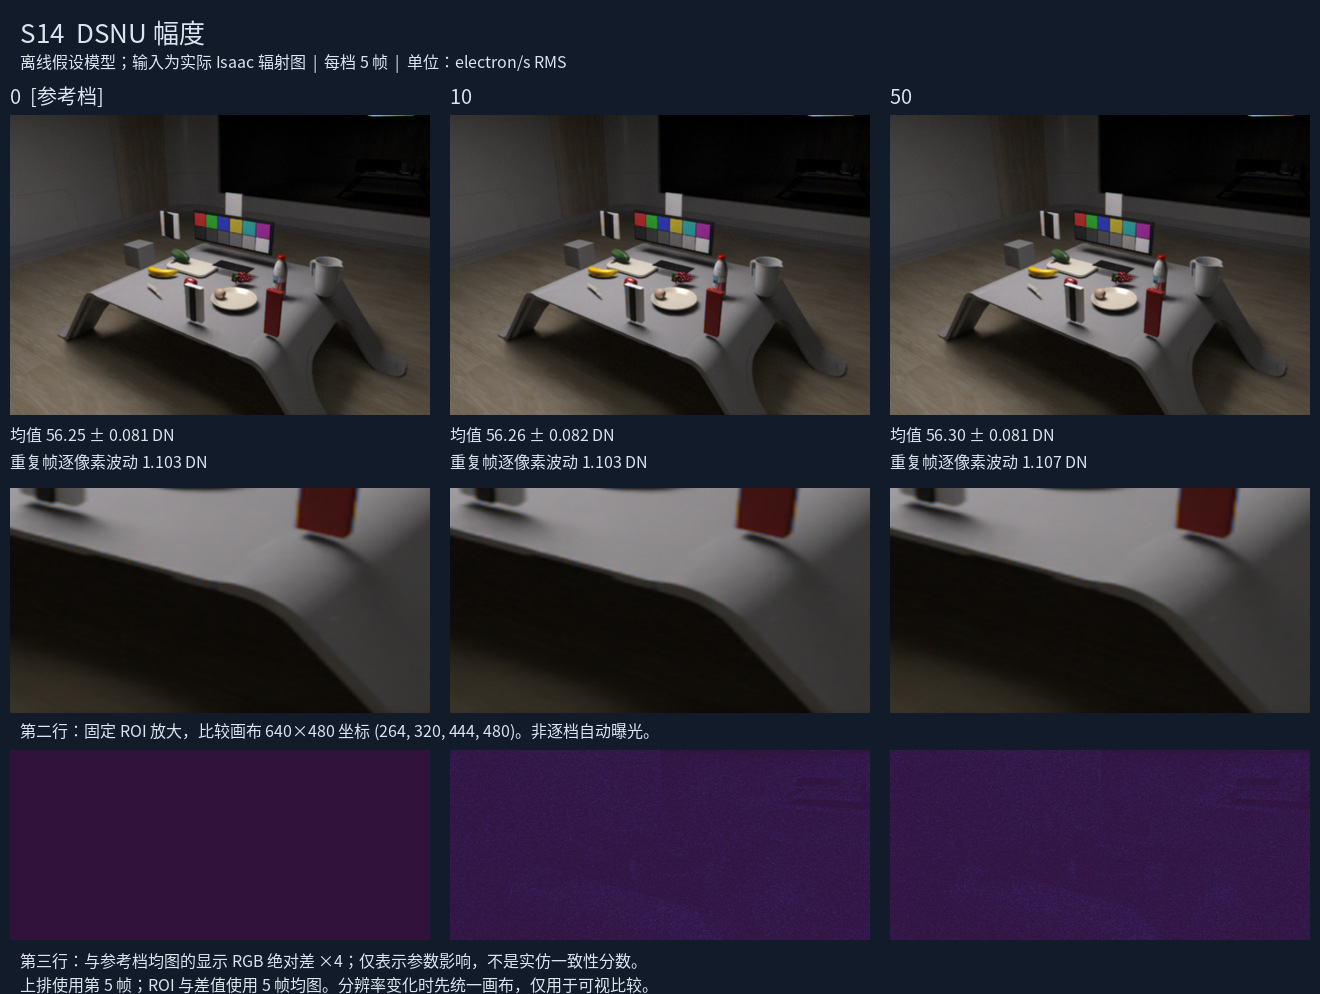 S14 DSNU 幅度
离线假设模型；输入为实际 Isaac 辐射图 | 每档 5 帧 | 单位：electron/s RMS
0 [参考档]
10
50
均值 56.25 ± 0.081 DN
重复帧逐像素波动 1.103 DN
均值 56.26 ± 0.082 DN
重复帧逐像素波动 1.103 DN
均值 56.30 ± 0.081 DN
重复帧逐像素波动 1.107 DN
第二行：固定 ROI 放大，比较画布 640×480 坐标 (264, 320, 444, 480)。非逐档自动曝光。
第三行：与参考档均图的显示 RGB 绝对差 ×4；仅表示参数影响，不是实仿一致性分数。
上排使用第 5 帧；ROI 与差值使用 5 帧均图。分辨率变化时先统一画布，仅用于可视比较。